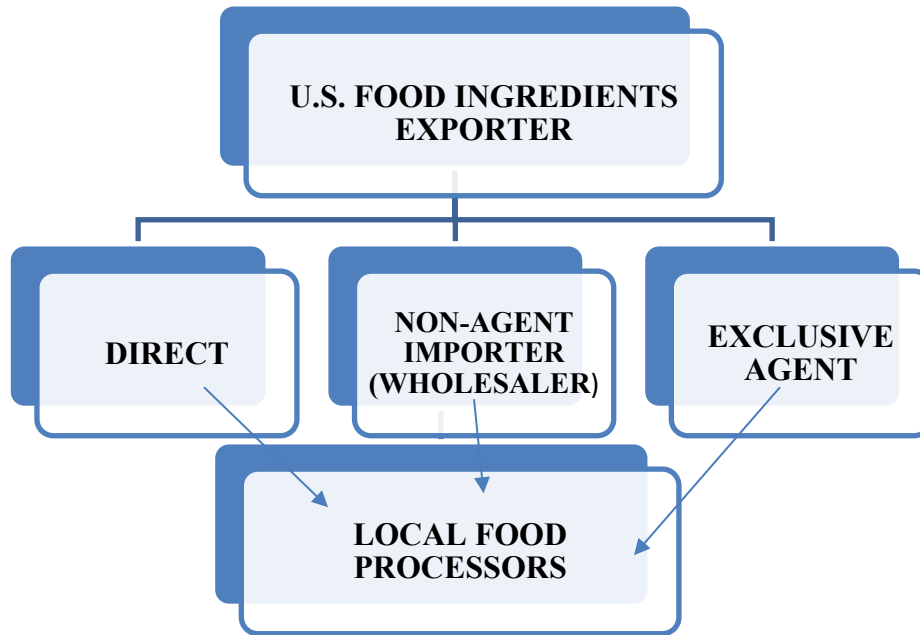 U.S. FOOD INGREDIENTS
EXPORTER
DIRECT
NON-AGENT
IMPORTER
(WHOLESALER)
EXCLUSIVE
AGENT
LOCAL FOOD
PROCESSORS